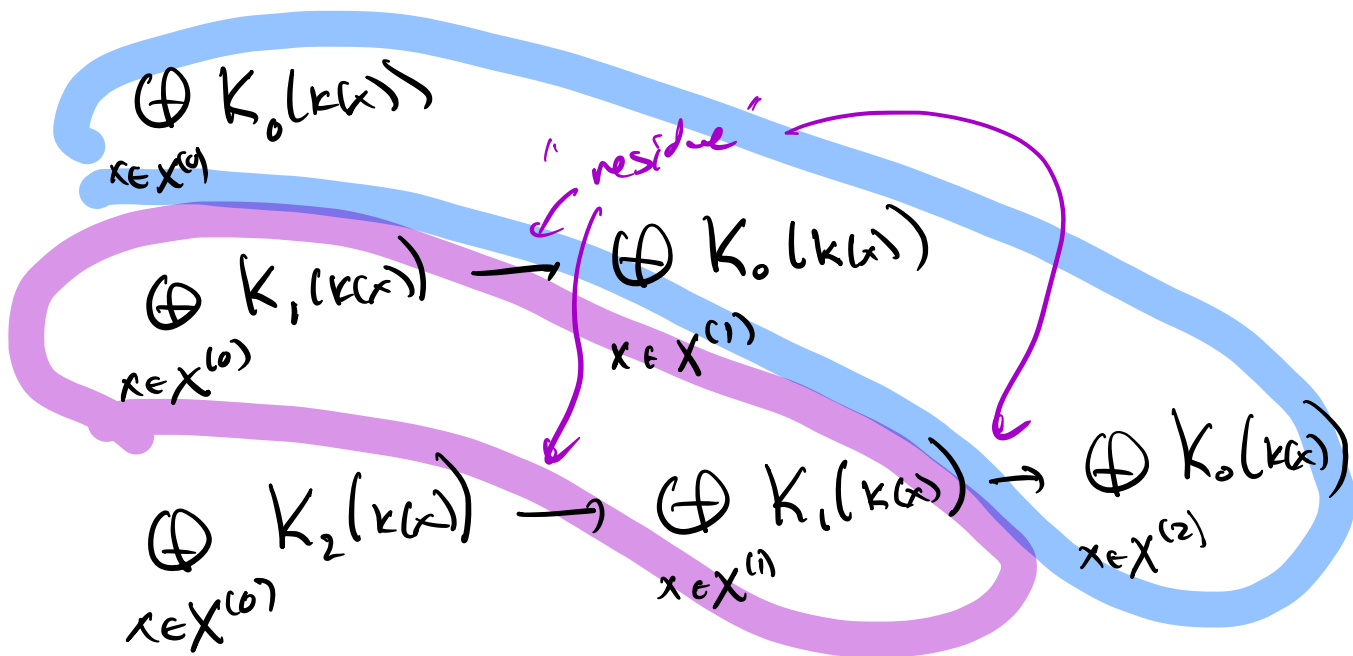 ⊕ K₀(k(x))
x∈X⁽⁰⁾
"residue"
⊕ K₁(k(x)) → ⊕ K₀(k(x))
x∈X⁽⁰⁾ x∈X⁽¹⁾
⊕ K₂(k(x)) → ⊕ K₁(k(x)) → ⊕ K₀(k(x))
x∈X⁽⁰⁾ x∈X⁽¹⁾ x∈X⁽²⁾